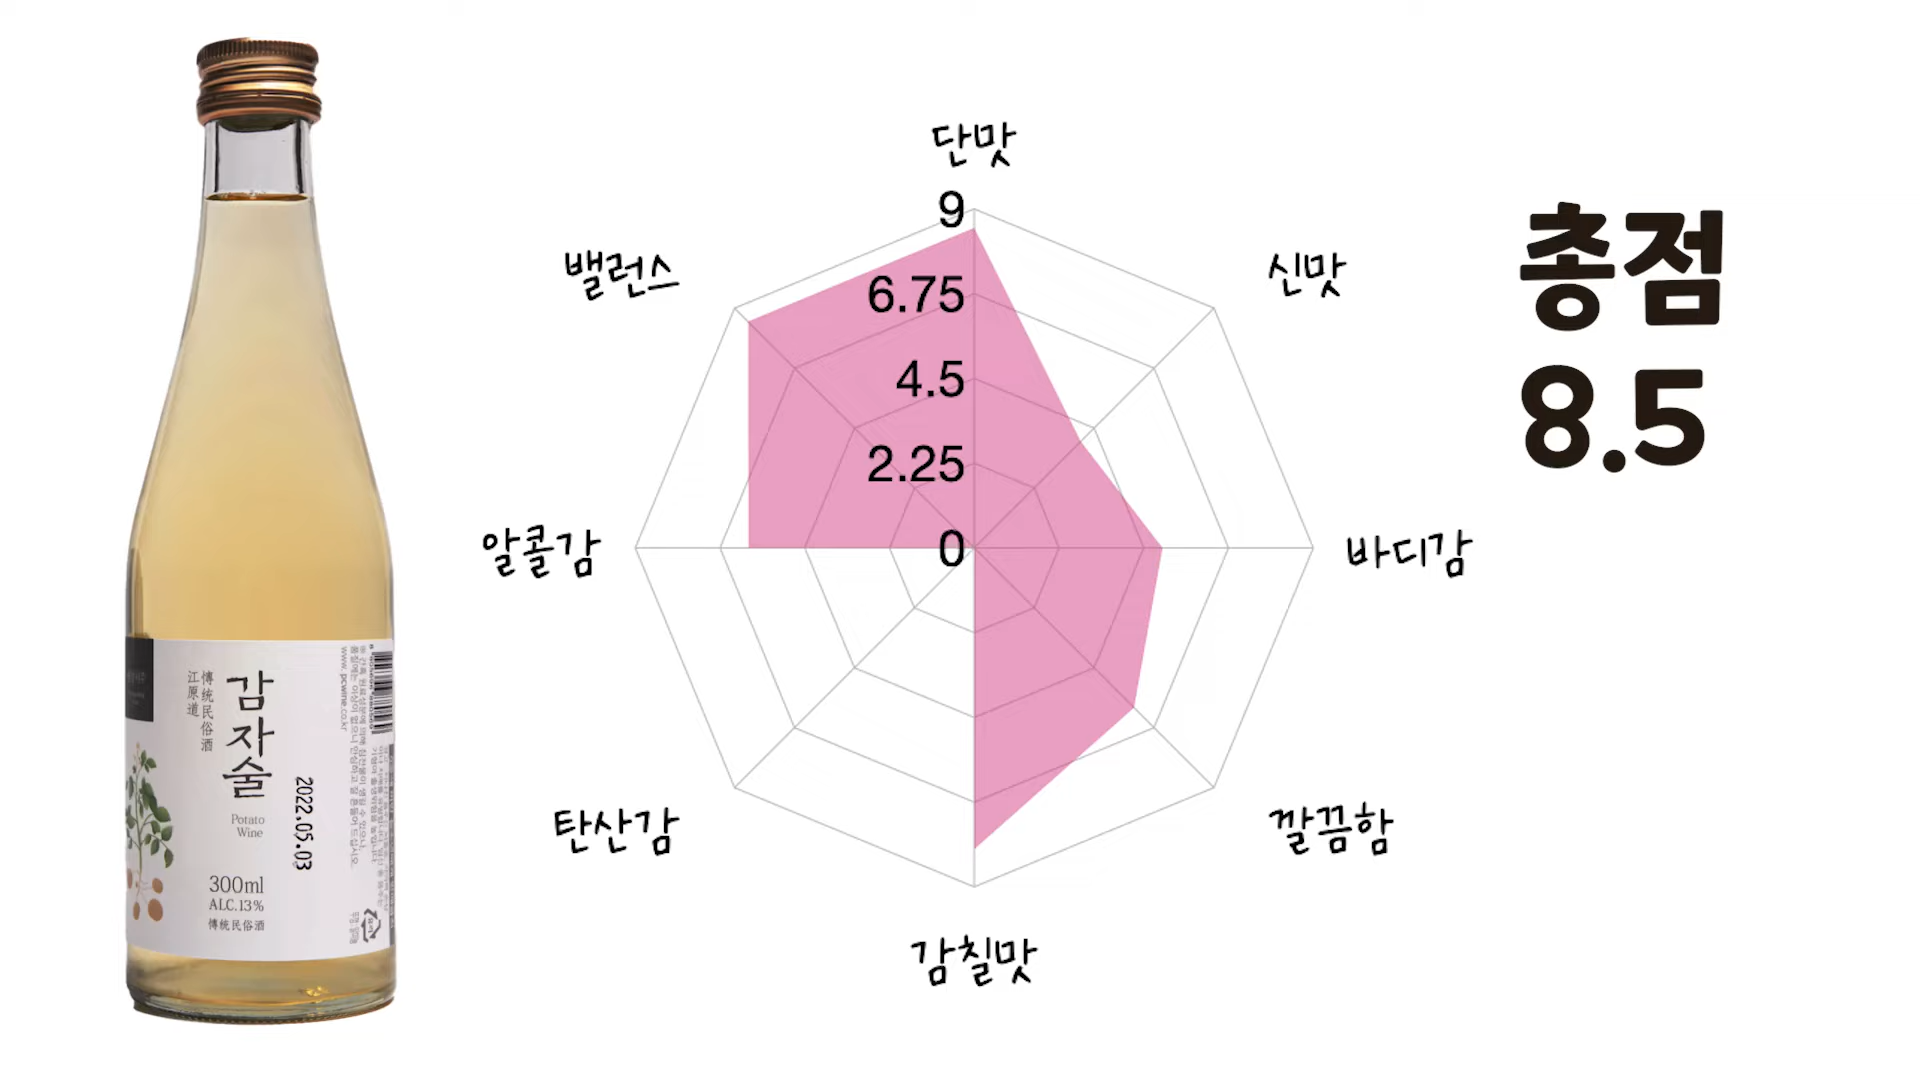 단맛
신맛
바디감
깔끔함
감칠맛
탄산감
알콜감
밸런스
9
6.75
4.5
2.25
0
총점
8.5
감자술
傳統民俗酒
江原道
Potato
Wine
2022.05.03
300ml
ALC.13%
傳統民俗酒
www.pcwine.co.kr